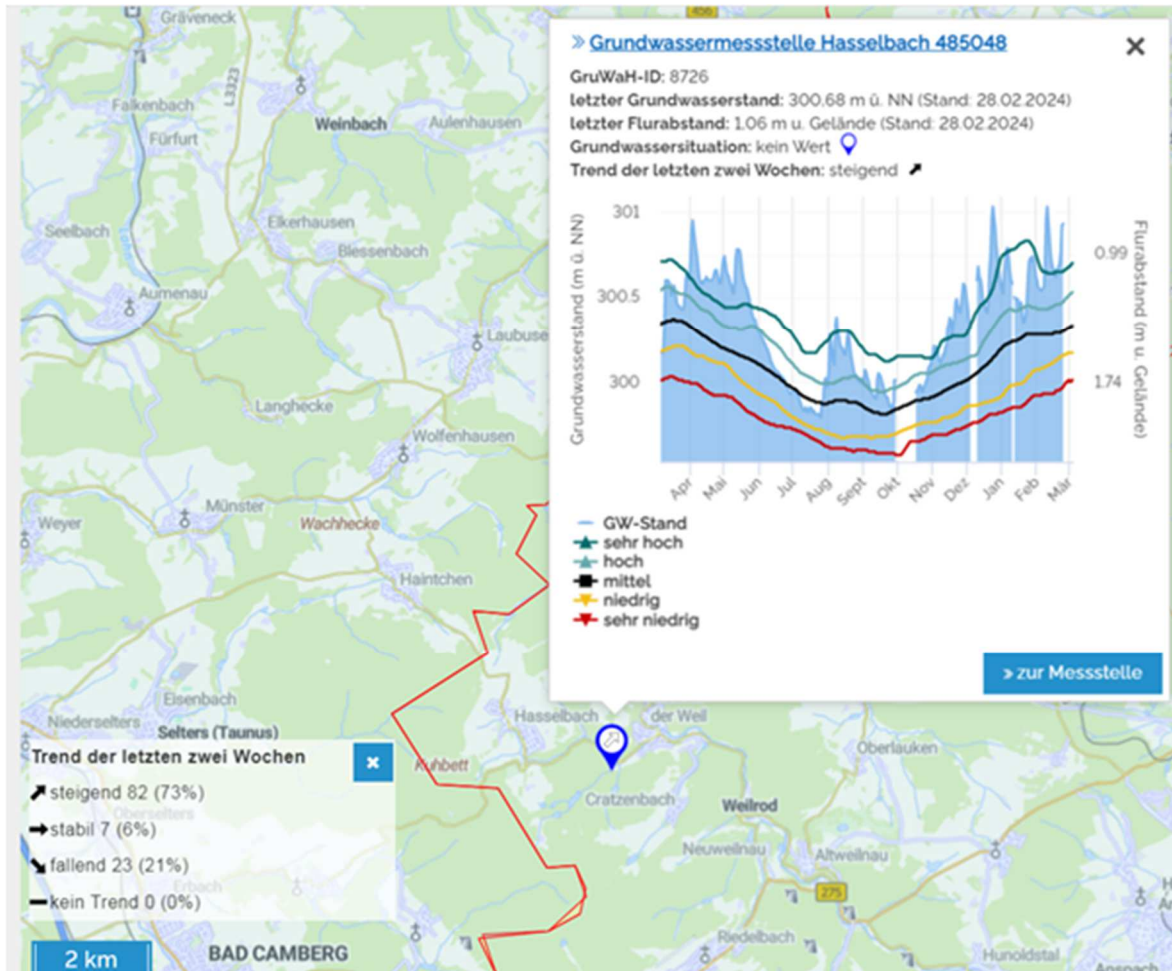 Gräveneck
456
L3323
Falkenbach
Fürfurt
Weinbach
Aulenhausen
Seelbach
Lahn
Elkerhausen
Blessenbach
Aumenau
Laubuse
Langhecke
Wolfenhausen
Münster
Weyer
Wachhecke
Haintchen
Eisenbach
Niederselters
Selters (Taunus)
Hasselbach
der Weil
Oberlauken
Kuhbett
Cratzenbach
Weilrod
Neuweilnau
Altweilnau
275
Oberselters
Erbach
BAD CAMBERG
Riedelbach
Hunoldstal
Anspach
» Grundwassermessstelle Hasselbach 485048
GruWaH-ID: 8726
letzter Grundwasserstand: 300.68 m ü. NN (Stand: 28.02.2024)
letzter Flurabstand: 1.06 m u. Gelände (Stand: 28.02.2024)
Grundwassersituation: kein Wert
Trend der letzten zwei Wochen: steigend
Grundwasserstand (m ü. NN)
301
300.5
300
Flurabstand (m u. Gelände)
0.99
1.74
Apr Mai Jun Jul Aug Sept Okt Nov Dez Jan Feb Mär
GW-Stand
sehr hoch
hoch
mittel
niedrig
sehr niedrig
» zur Messstelle
Trend der letzten zwei Wochen
steigend 82 (73%)
stabil 7 (6%)
fallend 23 (21%)
kein Trend 0 (0%)
2 km